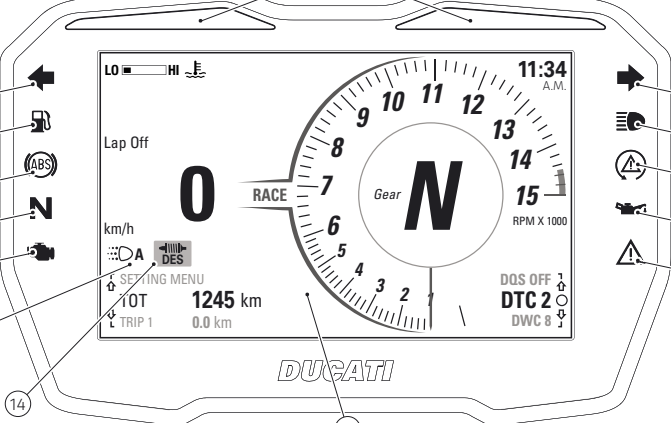 LO HI
11:34
A.M.
ABS
N
Lap Off
0
km/h
A
DES
RACE
1 2 3 4 5 6 7 8 9 10 11 12 13 14 15
RPM X 1000
Gear
N
SETTING MENU
TOT 1245 km
TRIP 1 0.0 km
DQS OFF
DTC 2
DWC 8
DUCATI
14